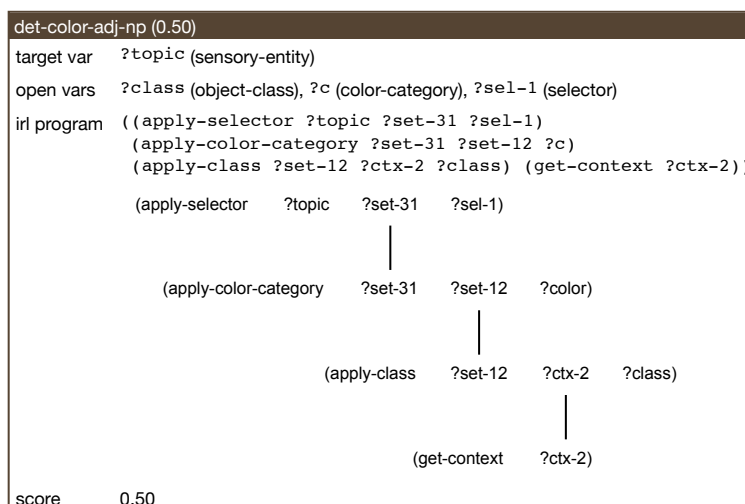 det-color-adj-np (0.50)
target var ?topic (sensory-entity)
open vars ?class (object-class), ?c (color-category), ?sel-1 (selector)
irl program ((apply-selector ?topic ?set-31 ?sel-1)
(apply-color-category ?set-31 ?set-12 ?c)
(apply-class ?set-12 ?ctx-2 ?class) (get-context ?ctx-2))
(apply-selector ?topic ?set-31 ?sel-1)
(apply-color-category ?set-31 ?set-12 ?color)
(apply-class ?set-12 ?ctx-2 ?class)
(get-context ?ctx-2)
score 0.50